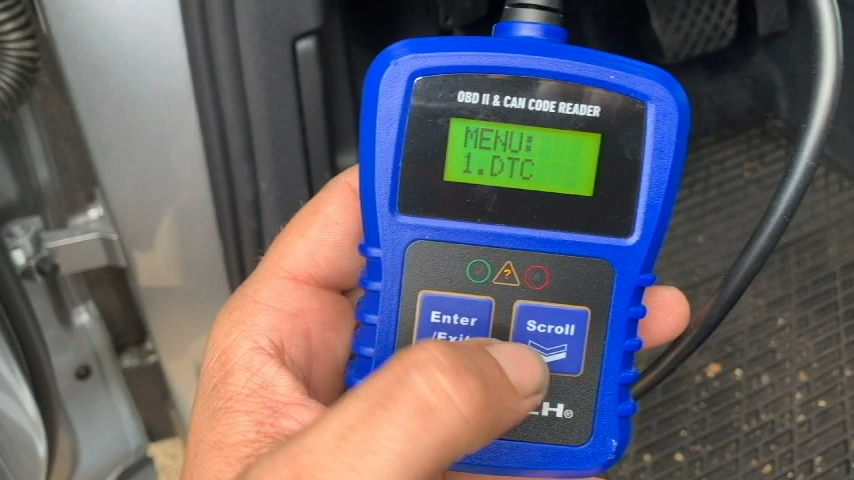 OBD II & CAN CODE READER
MENU:
1.DTC
Enter
/Exit
Scroll